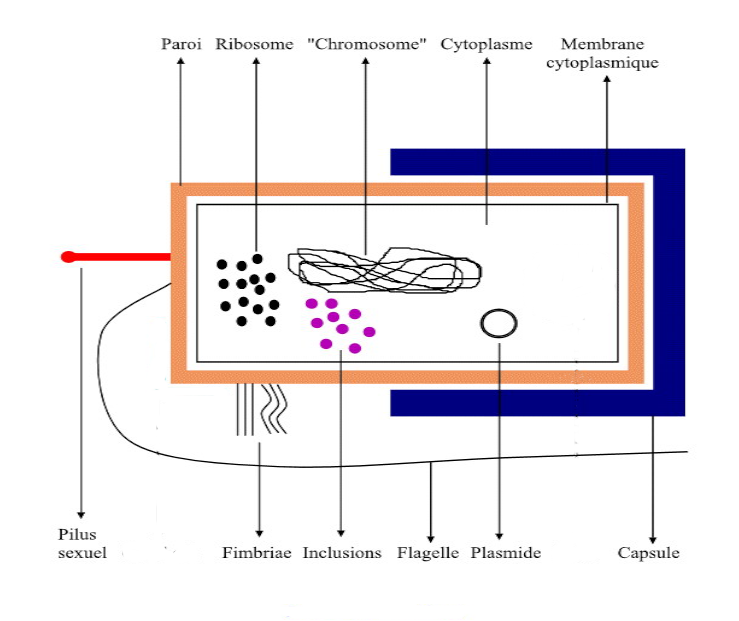 Paroi Ribosome "Chromosome" Cytoplasme Membrane
cytoplasmique
Pilus
sexuel
Fimbriae Inclusions Flagelle Plasmide Capsule